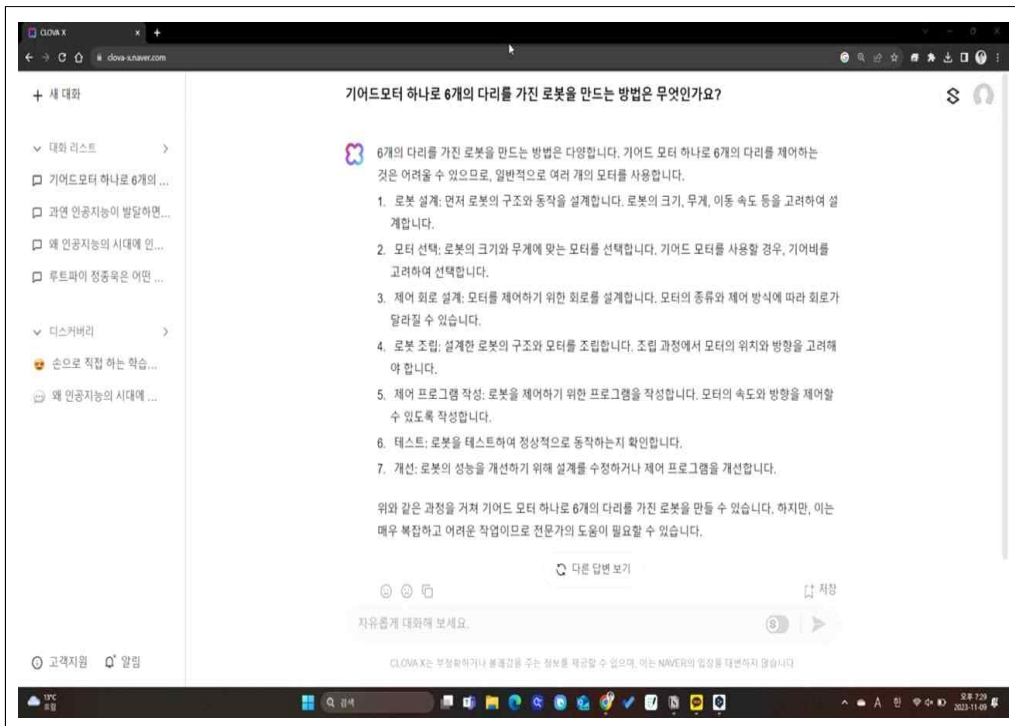 CLOVA X
clova-x.naver.com
새 대화
기어드모터 하나로 6개의 다리를 가진 로봇을 만드는 방법은 무엇인가요?
대화 리스트
기어드모터 하나로 6개의 ...
과연 인공지능이 발달하면...
왜 인공지능의 시대에 인...
루트파이 정종욱은 어떤 ...
디스커버리
손으로 직접 하는 학습...
왜 인공지능의 시대에 ...
6개의 다리를 가진 로봇을 만드는 방법은 다양합니다. 기어드 모터 하나로 6개의 다리를 제어하는
것은 어려울 수 있으므로, 일반적으로 여러 개의 모터를 사용합니다.
1. 로봇 설계: 먼저 로봇의 구조와 동작을 설계합니다. 로봇의 크기, 무게, 이동 속도 등을 고려하여 설
계합니다.
2. 모터 선택: 로봇의 크기와 무게에 맞는 모터를 선택합니다. 기어드 모터를 사용할 경우, 기어비를
고려하여 선택합니다.
3. 제어 회로 설계: 모터를 제어하기 위한 회로를 설계합니다. 모터의 종류와 제어 방식에 따라 회로가
달라질 수 있습니다.
4. 로봇 조립: 설계한 로봇의 구조와 모터를 조립합니다. 조립 과정에서 모터의 위치와 방향을 고려해
야 합니다.
5. 제어 프로그램 작성: 로봇을 제어하기 위한 프로그램을 작성합니다. 모터의 속도와 방향을 제어할
수 있도록 작성합니다.
6. 테스트: 로봇을 테스트하여 정상적으로 동작하는지 확인합니다.
7. 개선: 로봇의 성능을 개선하기 위해 설계를 수정하거나 제어 프로그램을 개선합니다.
위와 같은 과정을 거쳐 기어드 모터 하나로 6개의 다리를 가진 로봇을 만들 수 있습니다. 하지만, 이는
매우 복잡하고 어려운 작업이므로 전문가의 도움이 필요할 수 있습니다.
다른 답변 보기
저장
자유롭게 대화해 보세요.
CLOVA X는 부정확하거나 불쾌감을 주는 정보를 제공할 수 있으며, 이는 NAVER의 입장을 대변하지 않습니다
고객지원 알림
13°C
흐림
검색
A 한
오후 7:29
2023-11-09